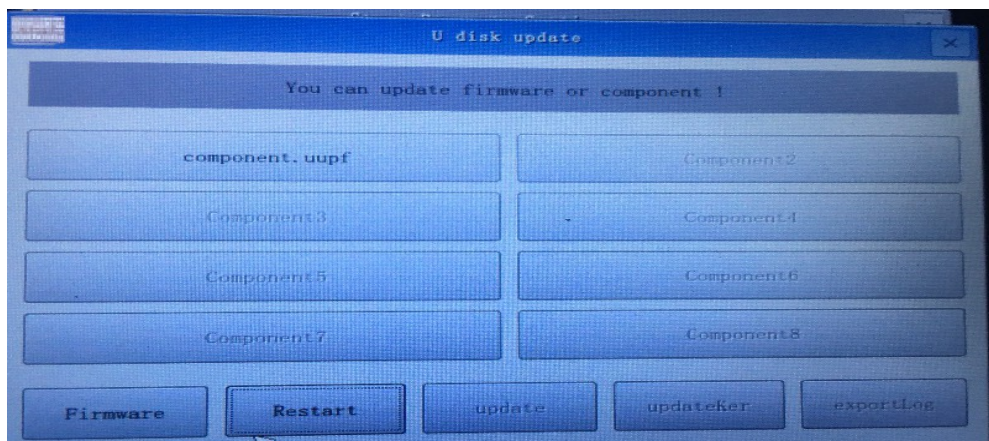 U disk update
You can update firmware or component !
component.uupf
Component2
Component3
Component4
Component5
Component6
Component7
Component8
Firmware
Restart
update
updateKer
exportLog